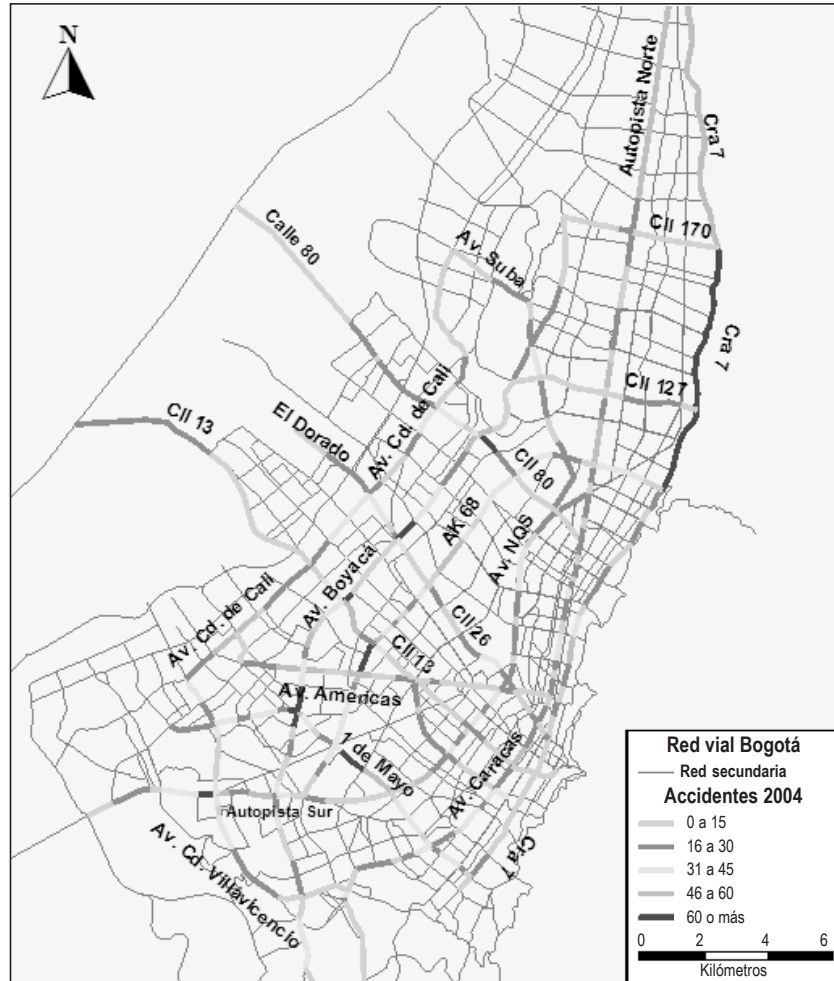 N
Autopista Norte
Cra 7
Cll 170
Calle 80
Av. Suba
Cra 7
Cll 127
Av. Cd. de Cali
Cll 13
El Dorado
Cll 80
AK 68
Av. NQS
Av. Boyacá
Av. Cd. de Cali
Cll 26
Cll 13
Av. Americas
1 de Mayo
Av. Caracas
Autopista Sur
Cra 7
Av. Cd. Villavicencio
Red vial Bogotá
Red secundaria
Accidentes 2004
0 a 15
16 a 30
31 a 45
46 a 60
60 o más
0 2 4 6
Kilómetros